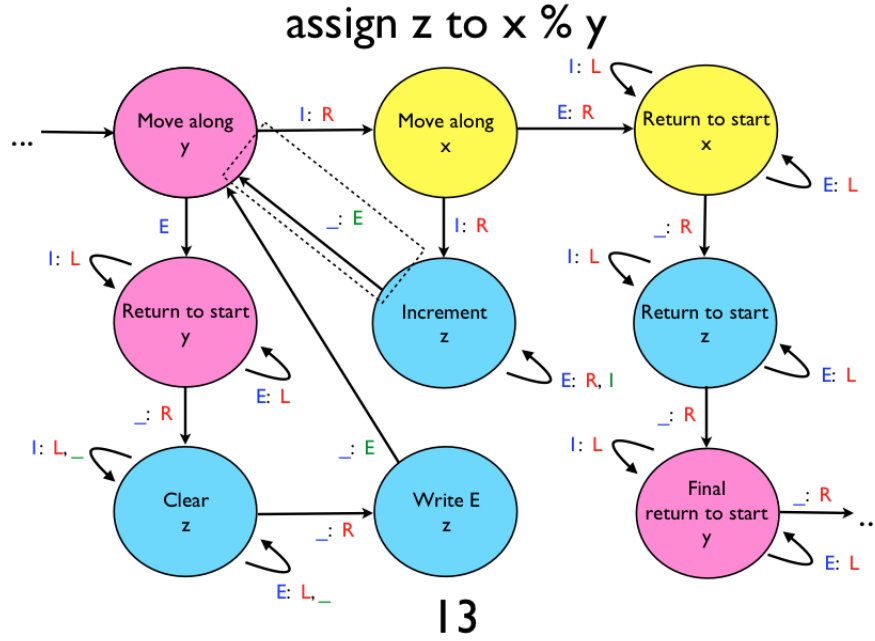 assign z to x % y
I: L
...
Move along
y
I: R
Move along
x
E: R
Return to start
x
E: L
E
_: E
I: R
_: R
I: L
Return to start
y
E: L
Increment
z
E: R, I
I: L
Return to start
z
E: L
_: R
_: R
I: L, _
Clear
z
E: L, _
_: R
_: E
Write E
z
I: L
Final
return to start
y
_: R
..
E: L
13